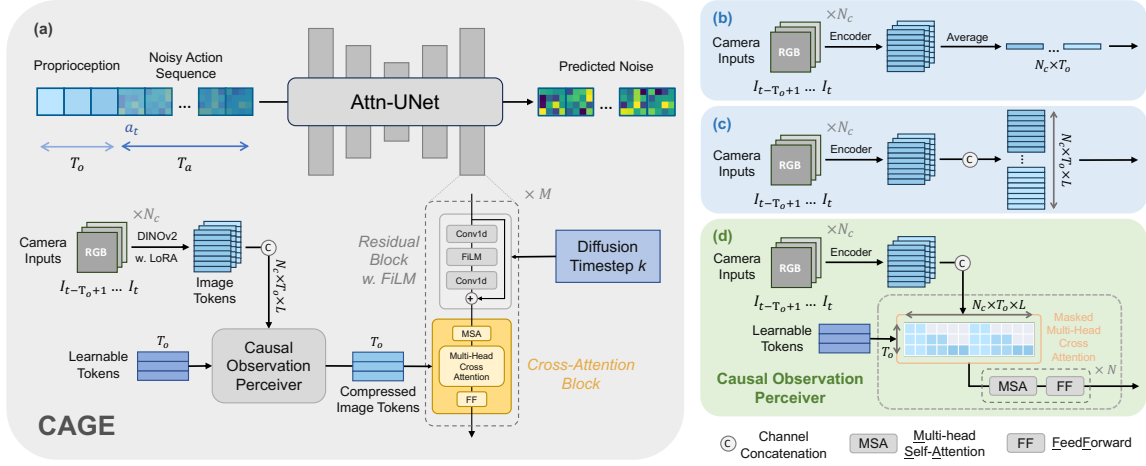 (a)
Proprioception
Noisy Action
Sequence
...
a_t
T_o
T_a
Attn-UNet
Predicted Noise
...
× M
Conv1d
FiLM
Conv1d
+
Residual
Block
w. FiLM
Diffusion
Timestep k
×N_c
Camera
Inputs
RGB
I_{t−T_o+1} ... I_t
DINOv2
w. LoRA
Image
Tokens
C
N_c×T_o×L
Learnable
Tokens
T_o
Causal
Observation
Perceiver
T_o
Compressed
Image Tokens
MSA
Multi-Head
Cross
Attention
FF
Cross-Attention
Block
CAGE
(b)
×N_c
Camera
Inputs
RGB
I_{t−T_o+1} ... I_t
Encoder
Average
...
N_c×T_o
(c)
×N_c
Camera
Inputs
RGB
I_{t−T_o+1} ... I_t
Encoder
C
...
N_c×T_o×L
(d)
×N_c
Camera
Inputs
RGB
I_{t−T_o+1} ... I_t
Encoder
C
N_c×T_o×L
Learnable
Tokens
T_o
Masked
Multi-Head
Cross
Attention
× N
MSA
FF
Causal Observation
Perceiver
C
Channel
Concatenation
MSA
Multi-head
Self-Attention
FF
FeedForward